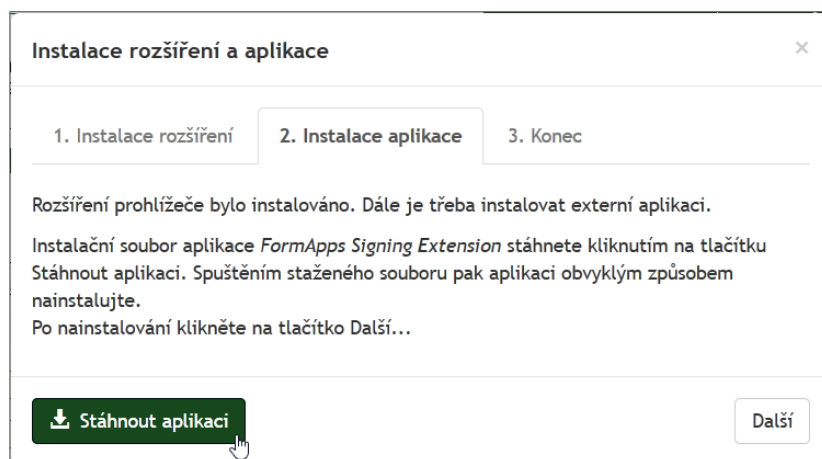 Instalace rozšíření a aplikace
×
1. Instalace rozšíření 2. Instalace aplikace 3. Konec
Rozšíření prohlížeče bylo instalováno. Dále je třeba instalovat externí aplikaci.
Instalační soubor aplikace FormApps Signing Extension stáhnete kliknutím na tlačítku
Stáhnout aplikaci. Spuštěním staženého souboru pak aplikaci obvyklým způsobem
nainstalujte.
Po nainstalování klikněte na tlačítko Další...
Stáhnout aplikaci Další